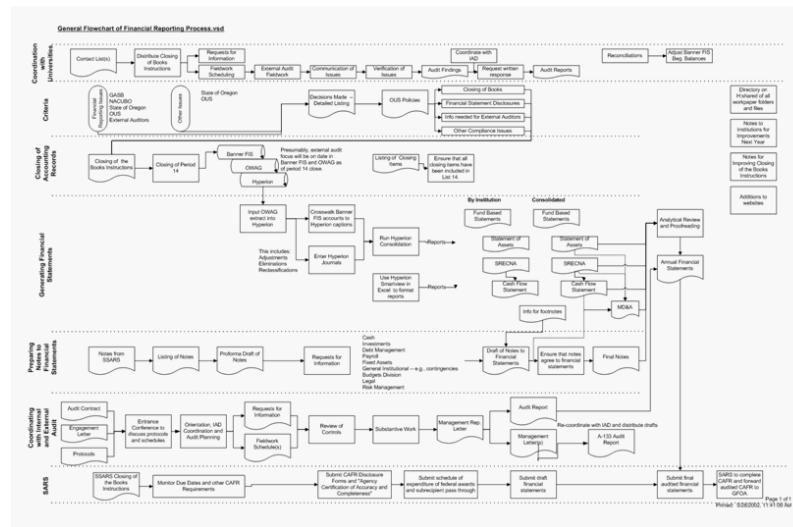 General Flowchart of Financial Reporting Process.vsd
Coordination
with
Universities.
Contact List(s)
Distribute Closing
of Books
Instructions
Requests for
Information
Fieldwork
Scheduling
External Audit
Fieldwork
Communication of
Issues
Verification of
Issues
Audit Findings
Coordinate with
IAD
Request written
response
Audit Reports
Reconciliations
Adjust Banner FIS
Beg. Balances
Criteria
Financial
Reporting Issues
GASB
NACUBO
State of Oregon
OUS
External Auditors
Other Issues
State of Oregon
OUS
Decisions Made –
Detailed Listing
OUS Policies
Closing of Books
Financial Statement Disclosures
Info needed for External Auditors
Other Compliance Issues
Directory on
H:shared of all
workpaper folders
and files
Notes to
Institutions for
Improvements
Next Year
Notes for
Improving Closing
of the Books
Instructions
Additions to
websites
Closing of
Accounting
Records
Closing of the
Books Instructions
Closing of Period
14
Banner FIS
OWAG
Hyperion
Presumably, external audit
focus will be on date in
Banner FIS and OWAG as
of period 14 close.
Listing of Closing
Items
Ensure that all
closing items have
been included in
List 14.
Generating Financial
Statements
Input OWAG
extract into
Hyperion
This includes:
Adjustments
Eliminations
Reclassifications
Crosswalk Banner
FIS accounts to
Hyperion captions
Enter Hyperion
Journals
Run Hyperion
Consolidation
Reports
Use Hyperion
Smartview in
Excel to format
reports
Reports
By Institution
Fund Based
Statements
Statement of
Assets
SRECNA
Cash Flow
Statement
Consolidated
Fund Based
Statements
Statement of
Assets
SRECNA
Cash Flow
Statement
MD&A
Info for footnotes
Analytical Review
and Proofreading
Annual Financial
Statements
Preparing
Notes to
Financial
Statements
Notes from
SSARS
Listing of Notes
Proforma Draft of
Notes
Requests for
Information
Cash
Investments
Debt Management
Payroll
Fixed Assets
General Institutional – e.g., contingencies
Budgets Division
Legal
Risk Management
Draft of Notes to
Financial
Statements
Ensure that notes
agree to financial
statements
Final Notes
Coordinating
with Internal
and External
Audit
Audit Contract
Engagement
Letter
Protocols
Entrance
Conference to
discuss protocols
and schedules
Orientation; IAD
Coordination and
Audit Planning
Requests for
Information
Fieldwork
Schedule(s)
Review of
Controls
Substantive Work
Management Rep.
Letter
Audit Report
Management
Letter(s)
Re-coordinate with IAD and distribute drafts
A-133 Audit
Report
SARS
SSARS Closing of
the Books
Instructions
Monitor Due Dates and other CAFR
Requirements
Submit CAFR Disclosure
Forms and "Agency
Certification of Accuracy and
Completeness"
Submit schedule of
expenditure of federal awards
and subrecipient pass through
Submit draft
financial
statements
Submit final
audited financial
statements
SARS to complete
CAFR and forward
audited CAFR to
GFOA
Page 1 of 1
Printed: